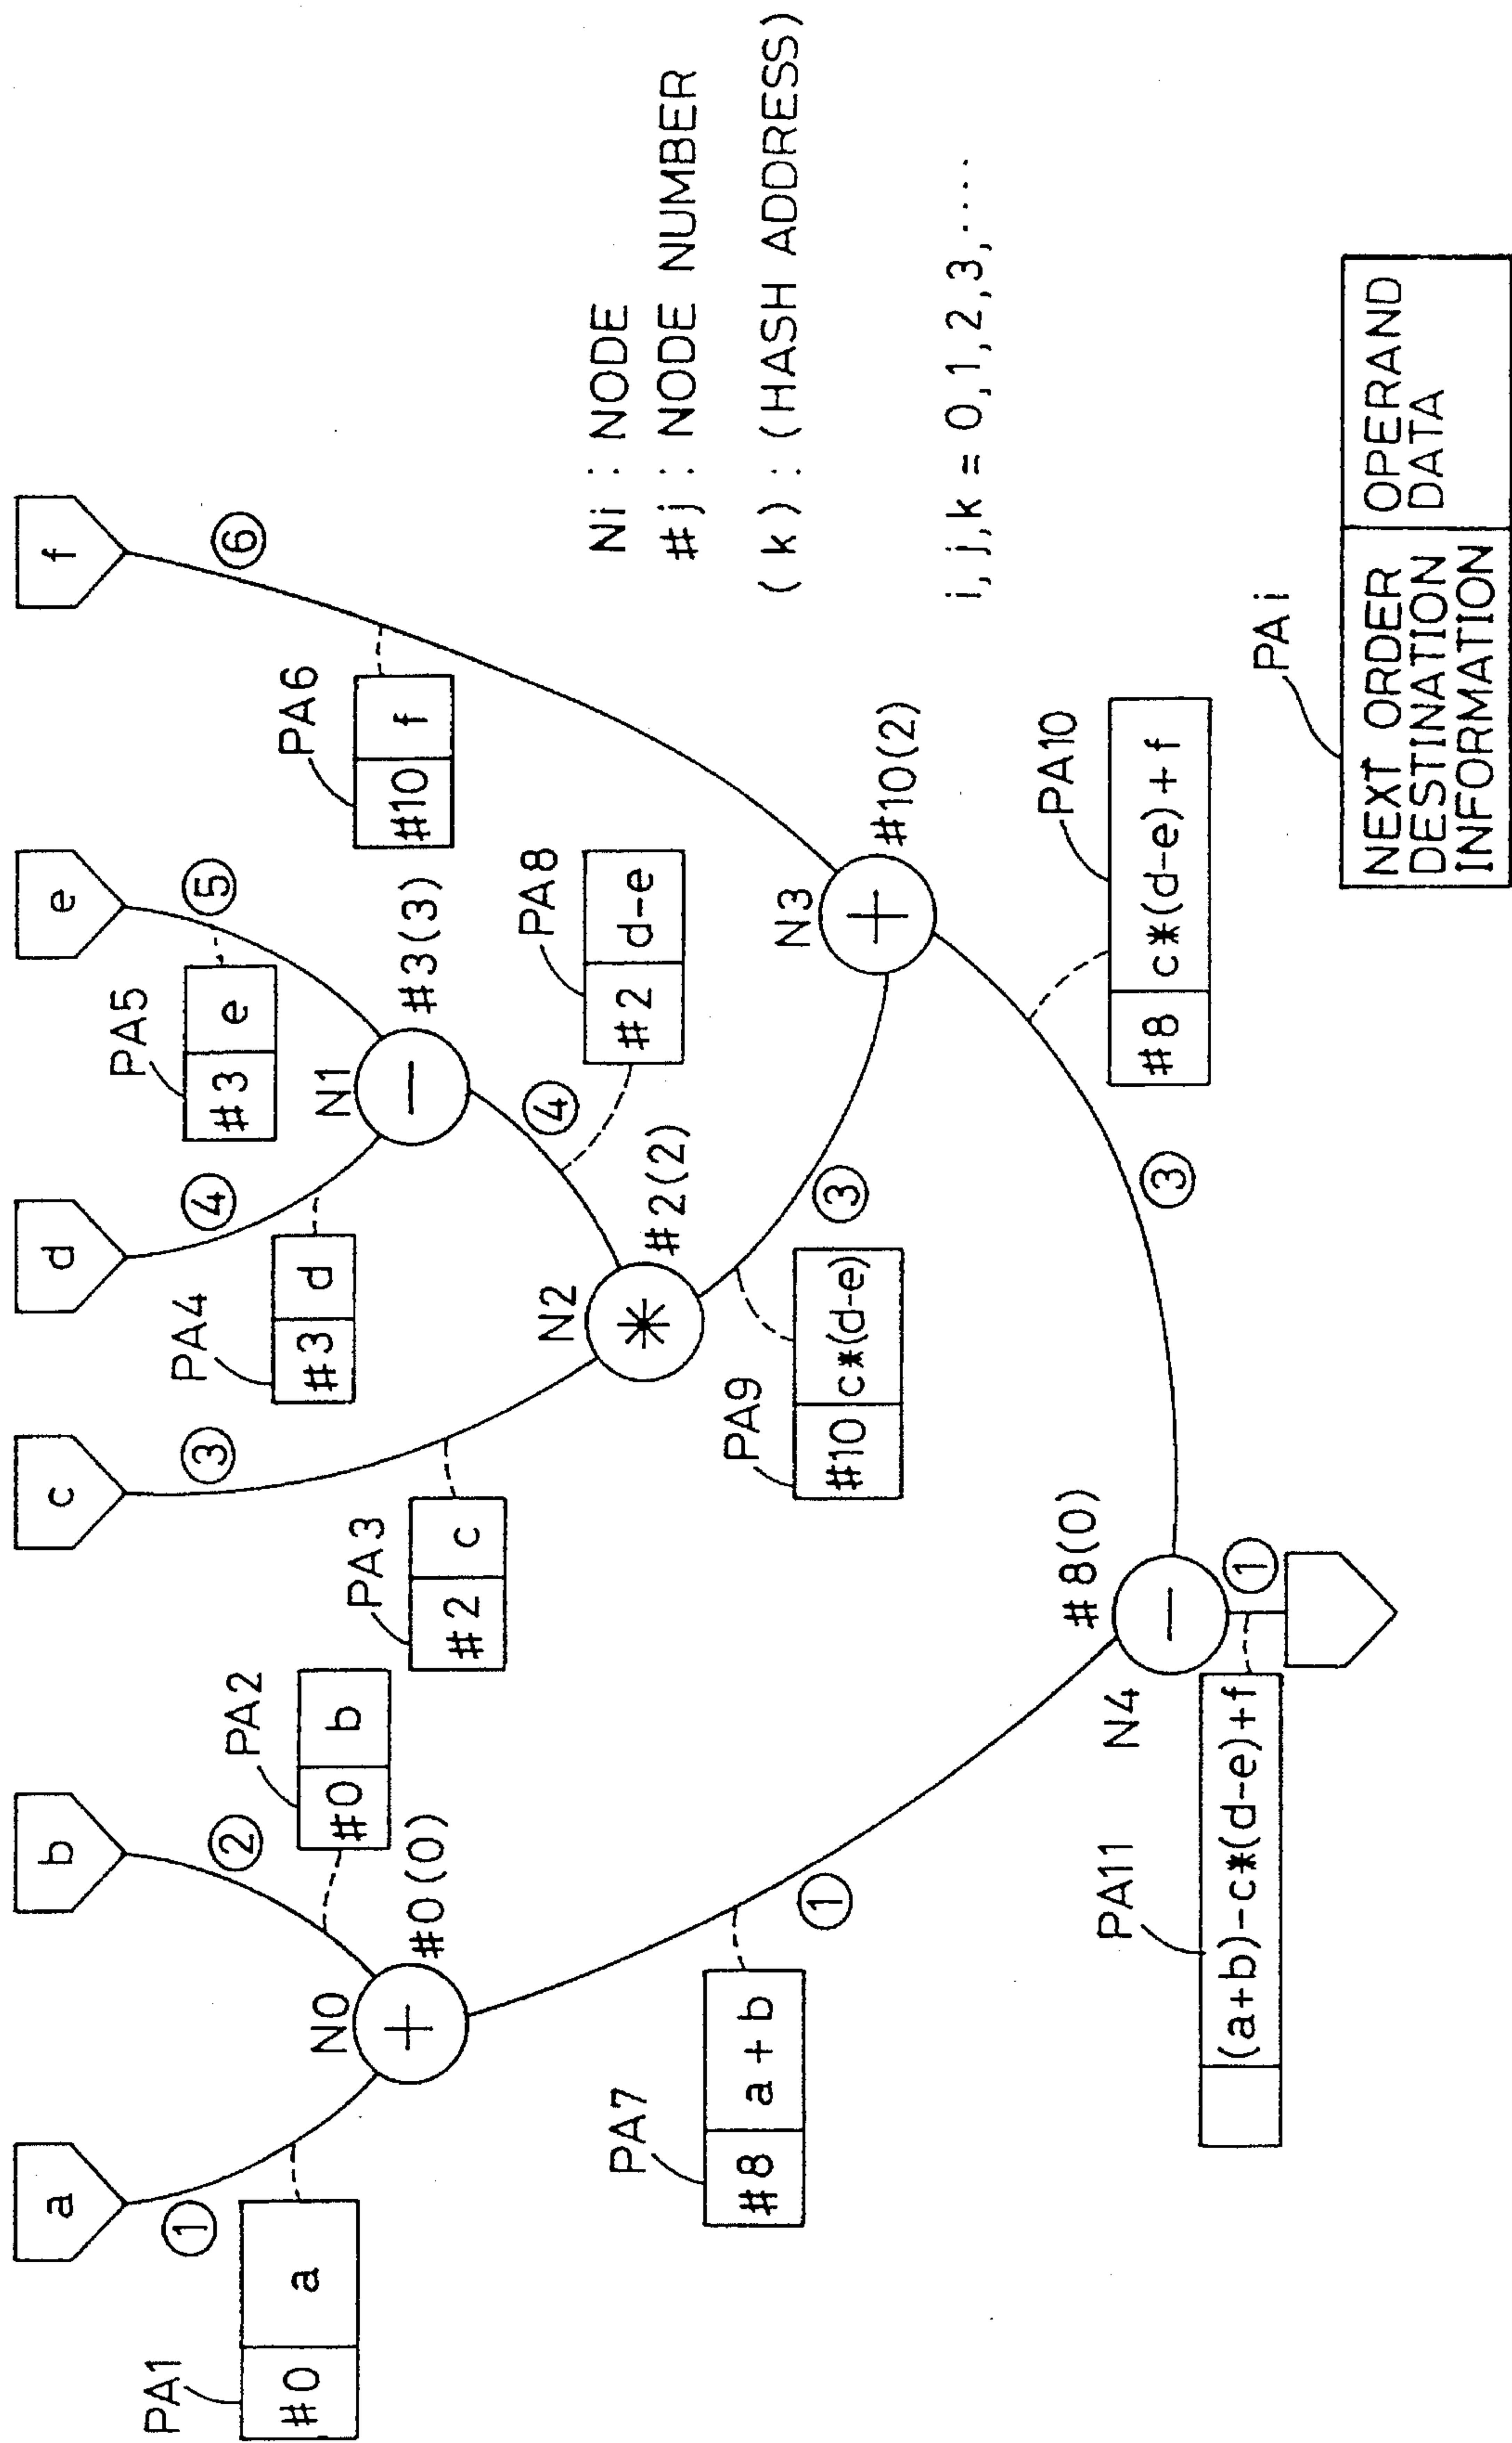 a
b
c
d
e
f
①
②
③
④
⑤
⑥
PA1
#0 a
PA2
#0 b
PA3
#2 c
PA4
#3 d
PA5
#3 e
PA6
#10 f
N0
+
#0(0)
N1
−
#3(3)
④
PA8
#2 d-e
N2
*
#2(2)
PA7
#8 a+b
①
PA9
#10 c*(d-e)
③
N3
+
#10(2)
PA10
#8 c*(d-e)+f
③
N4
−
#8(0)
①
PA11
(a+b)-c*(d-e)+f
Ni : NODE
#j : NODE NUMBER
(k) : (HASH ADDRESS)
i, j, k = 0,1,2,3,·····
PAi
NEXT ORDER
DESTINATION
INFORMATION
OPERAND
DATA